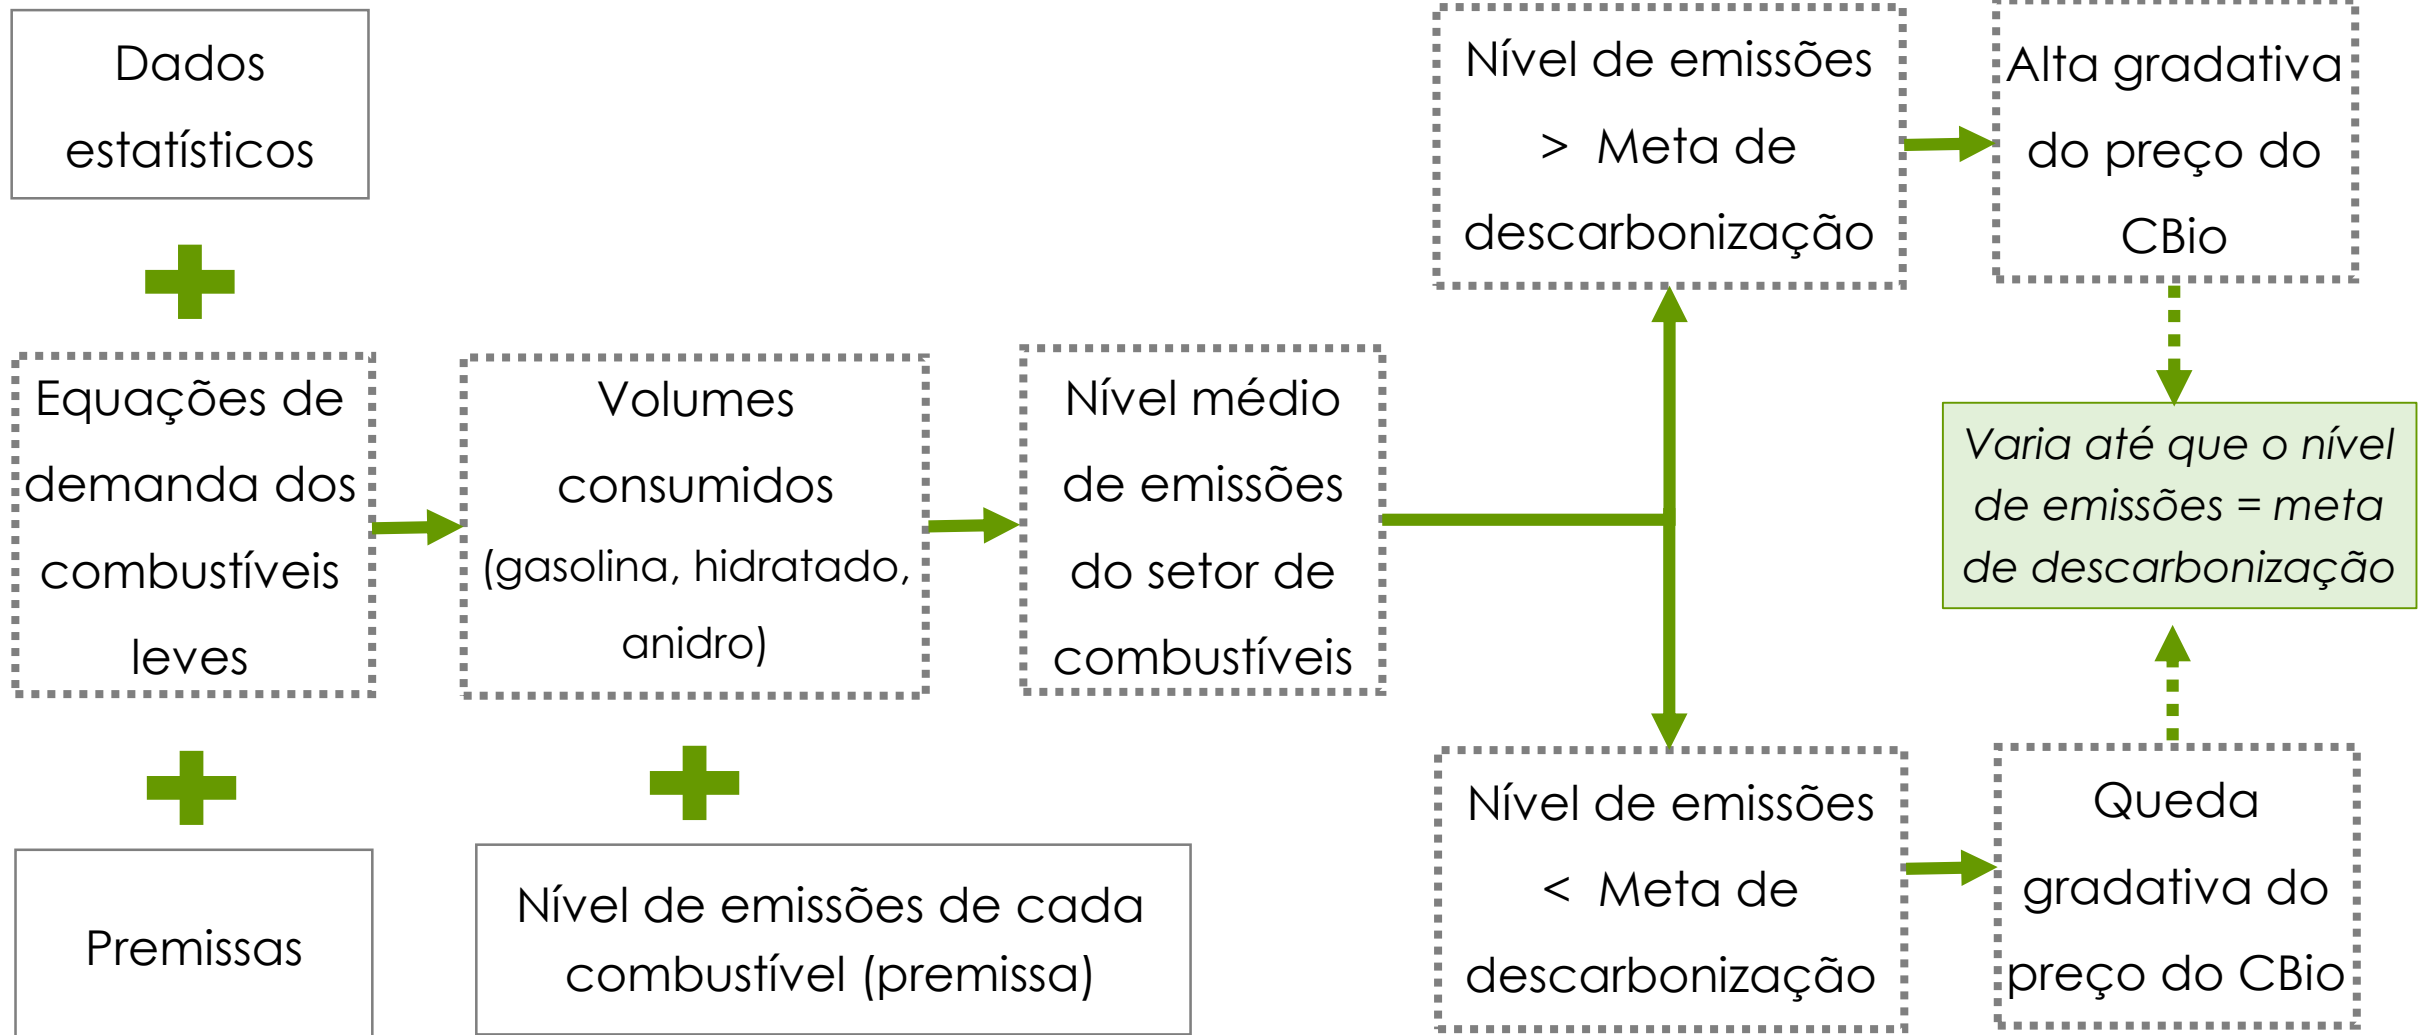 Dados
estatísticos
Equações de
demanda dos
combustíveis
leves
Premissas
Volumes
consumidos
(gasolina, hidratado,
anidro)
Nível de emissões de cada
combustível (premissa)
Nível médio
de emissões
do setor de
combustíveis
Nível de emissões
> Meta de
descarbonização
Alta gradativa
do preço do
CBio
Varia até que o nível
de emissões = meta
de descarbonização
Nível de emissões
< Meta de
descarbonização
Queda
gradativa do
preço do CBio